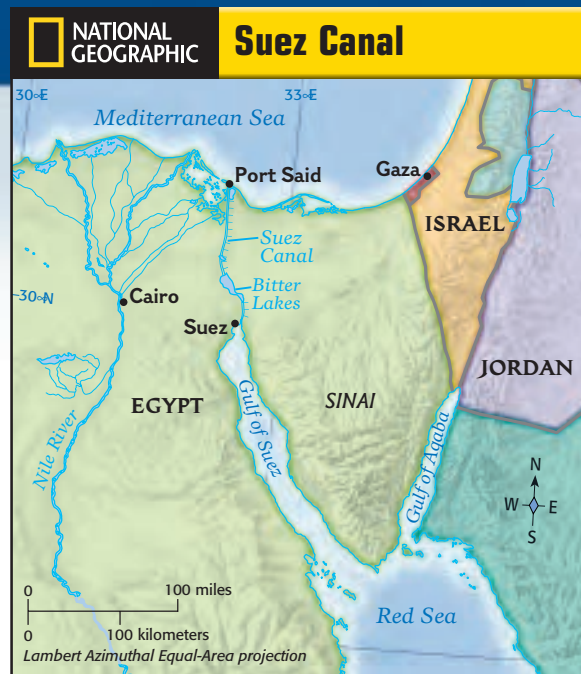 NATIONAL
GEOGRAPHIC
Suez Canal
30°E
33°E
Mediterranean Sea
Port Said
Gaza
ISRAEL
Suez
Canal
30°N
Cairo
Bitter
Lakes
Suez
JORDAN
EGYPT
SINAI
Nile River
Gulf of Suez
Gulf of Aqaba
N
W
E
S
Red Sea
0
100 miles
0
100 kilometers
Lambert Azimuthal Equal-Area projection